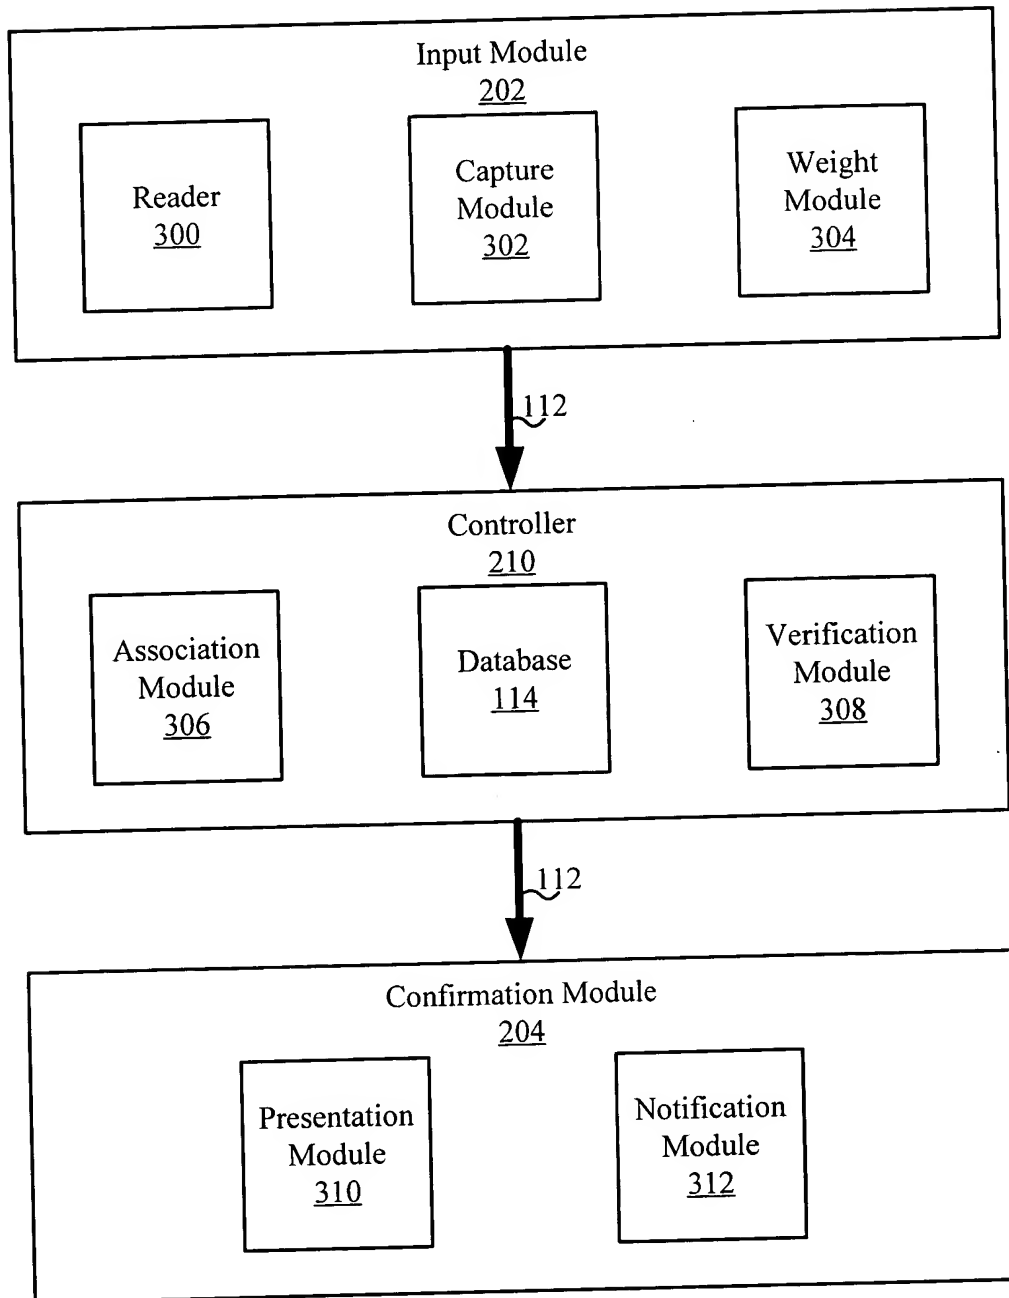 Input Module
202
Reader
300
Capture
Module
302
Weight
Module
304
112
Controller
210
Association
Module
306
Database
114
Verification
Module
308
112
Confirmation Module
204
Presentation
Module
310
Notification
Module
312